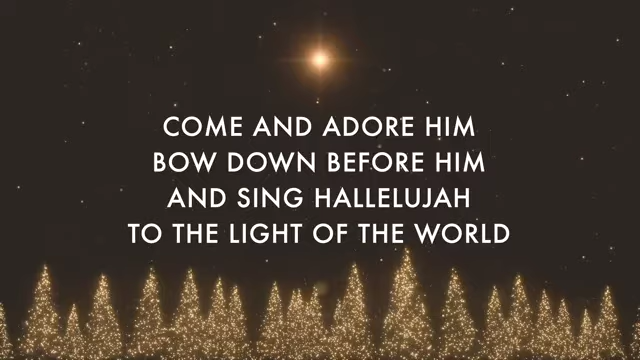 COME AND ADORE HIM
BOW DOWN BEFORE HIM
AND SING HALLELUJAH
TO THE LIGHT OF THE WORLD